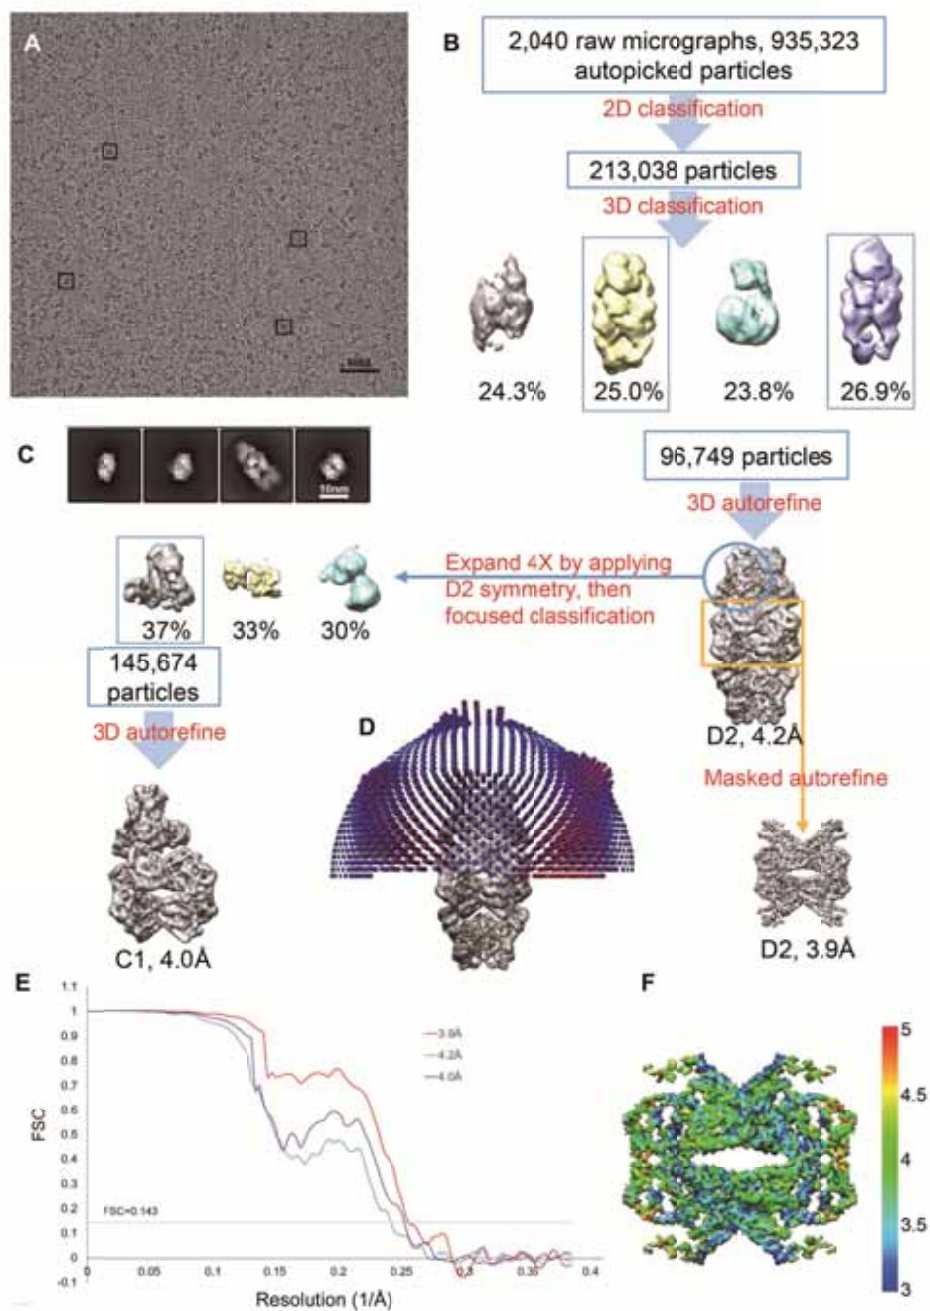 A
B
2,040 raw micrographs, 935,323
autopicked particles
2D classification
213,038 particles
3D classification
24.3%
25.0%
23.8%
26.9%
C
10nm
96,749 particles
3D autorefine
Expand 4X by applying
D2 symmetry, then
focused classification
37%
33%
30%
145,674
particles
3D autorefine
D2, 4.2Å
Masked autorefine
D
C1, 4.0Å
D2, 3.9Å
E
1.1
1
0.9
0.8
0.7
0.6
0.5
0.4
0.3
0.2
0.1
0
-0.1
FSC
3.9Å
4.2Å
4.0Å
FSC=0.143
0
0.05
0.1
0.15
0.2
0.25
0.3
0.35
0.4
Resolution (1/Å)
F
5
4.5
4
3.5
3